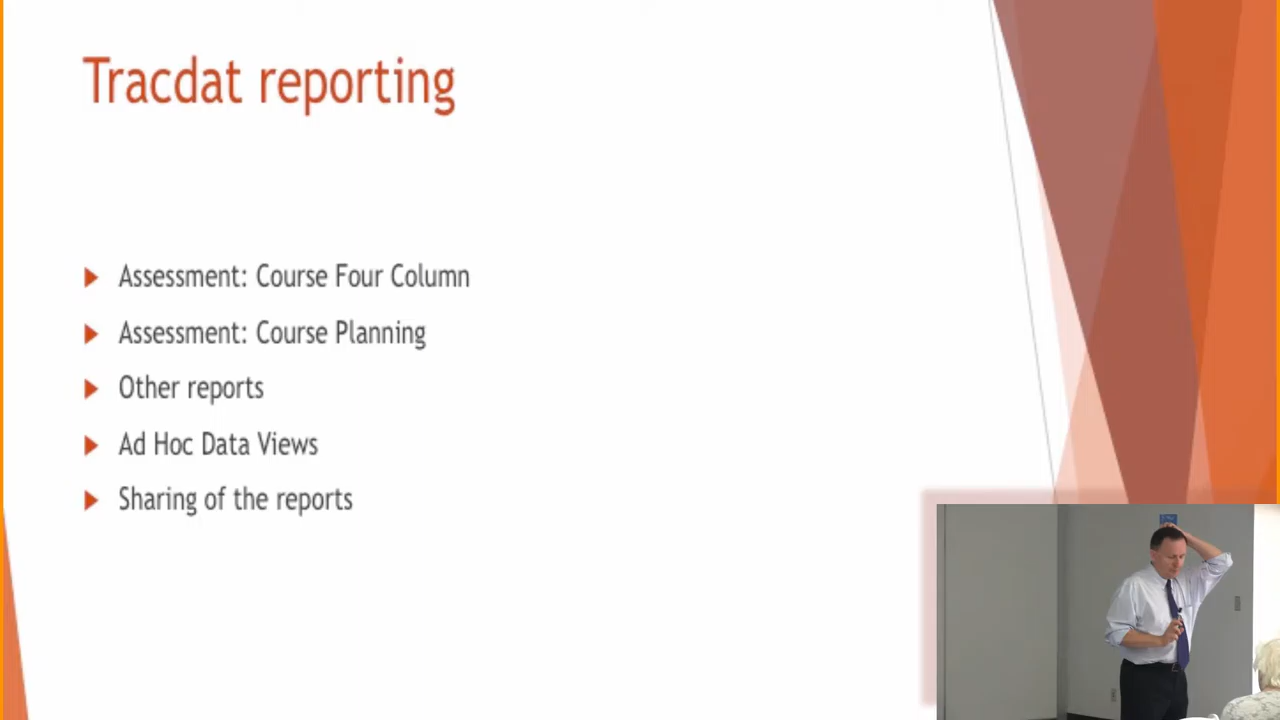 Tracdat reporting
Assessment: Course Four Column
Assessment: Course Planning
Other reports
Ad Hoc Data Views
Sharing of the reports